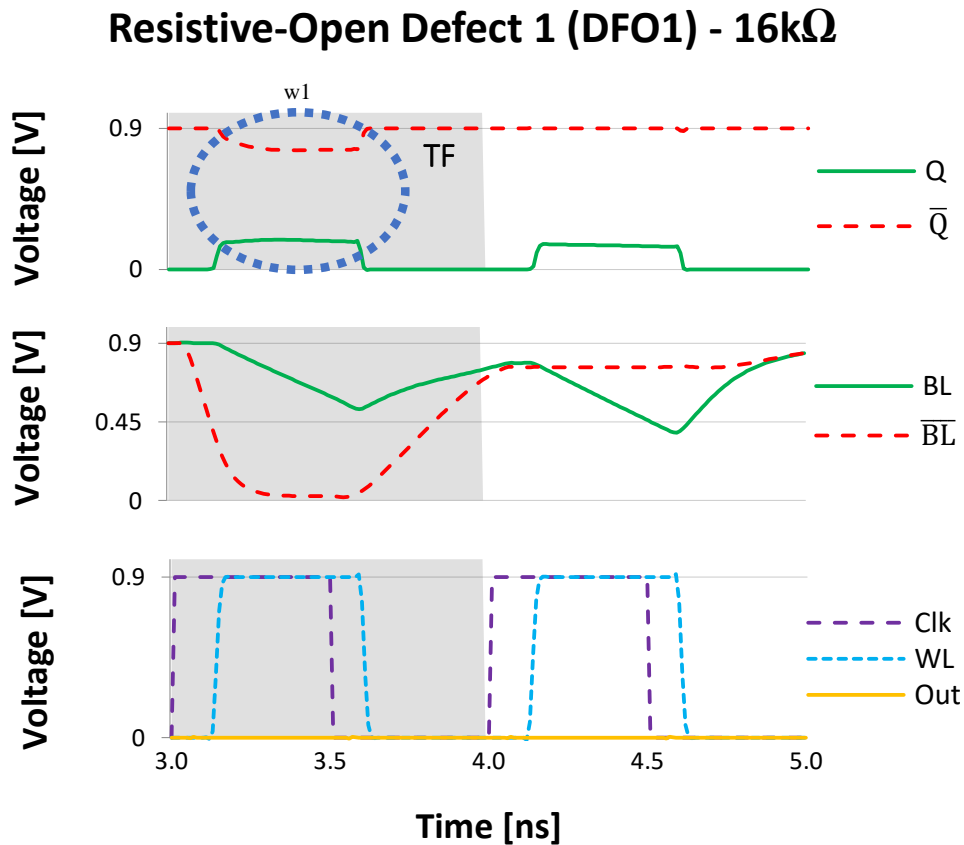 Resistive-Open Defect 1 (DFO1) - 16kΩ
w1
TF
Voltage [V]
0.9
0
Q
Q̅
Voltage [V]
0.9
0.45
0
BL
B̅L̅
Voltage [V]
0.9
0
Clk
WL
Out
3.0 3.5 4.0 4.5 5.0
Time [ns]